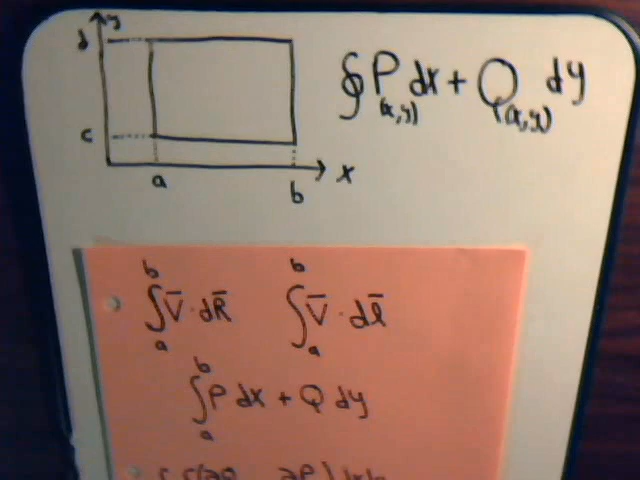 y
d
∮ P(x,y) dx + Q(x,y) dy
c
a b x
∫ₐᵇ V̄ · dR̄ ∫ₐᵇ V̄ · dl̄
∫ₐᵇ P dx + Q dy
∂P